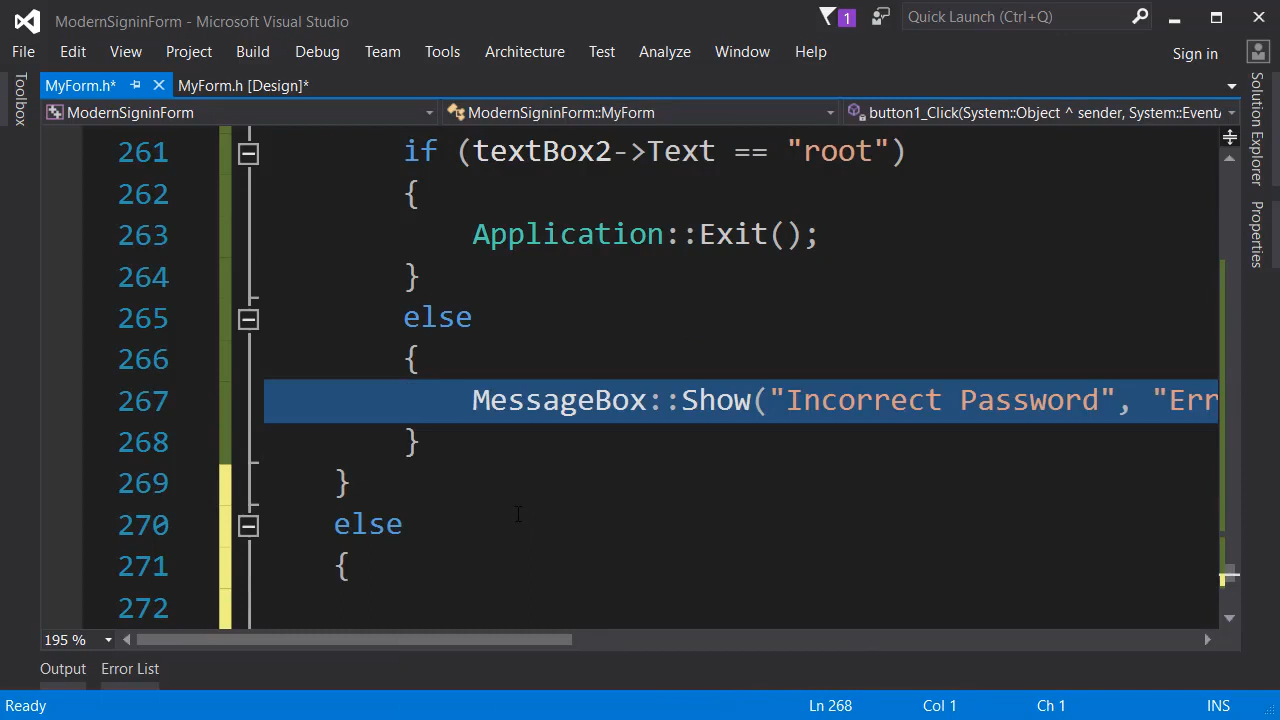 ModernSigninForm - Microsoft Visual Studio
1
Quick Launch (Ctrl+Q)
File Edit View Project Build Debug Team Tools Architecture Test Analyze Window Help
Sign in
Toolbox
MyForm.h*
MyForm.h [Design]*
ModernSigninForm
ModernSigninForm::MyForm
button1_Click(System::Object ^ sender, System::EventA
261 if (textBox2->Text == "root")
262 {
263 Application::Exit();
264 }
265 else
266 {
267 MessageBox::Show("Incorrect Password", "Err
268 }
269 }
270 else
271 {
272
Solution Explorer
Properties
195 %
Output Error List
Ready
Ln 268 Col 1 Ch 1 INS